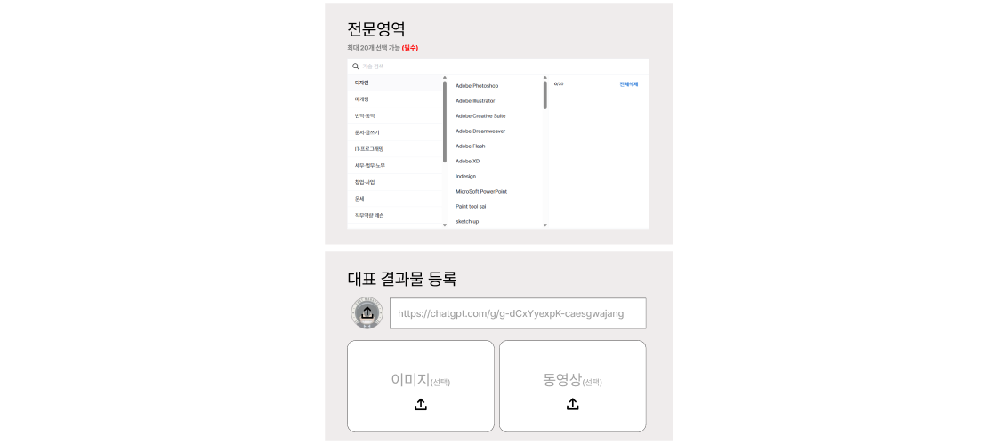 전문영역
최대 20개 선택 가능 (필수)
기술 검색
디자인
마케팅
번역·통역
문서·글쓰기
IT·프로그래밍
세무·법무·노무
창업·사업
운세
직무역량 레슨
Adobe Photoshop
Adobe Illustrator
Adobe Creative Suite
Adobe Dreamweaver
Adobe Flash
Adobe XD
Indesign
MicroSoft PowerPoint
Paint tool sai
sketch up
0/20
전체삭제
대표 결과물 등록
https://chatgpt.com/g/g-dCxYyexpK-caesgwajang
이미지(선택)
동영상(선택)